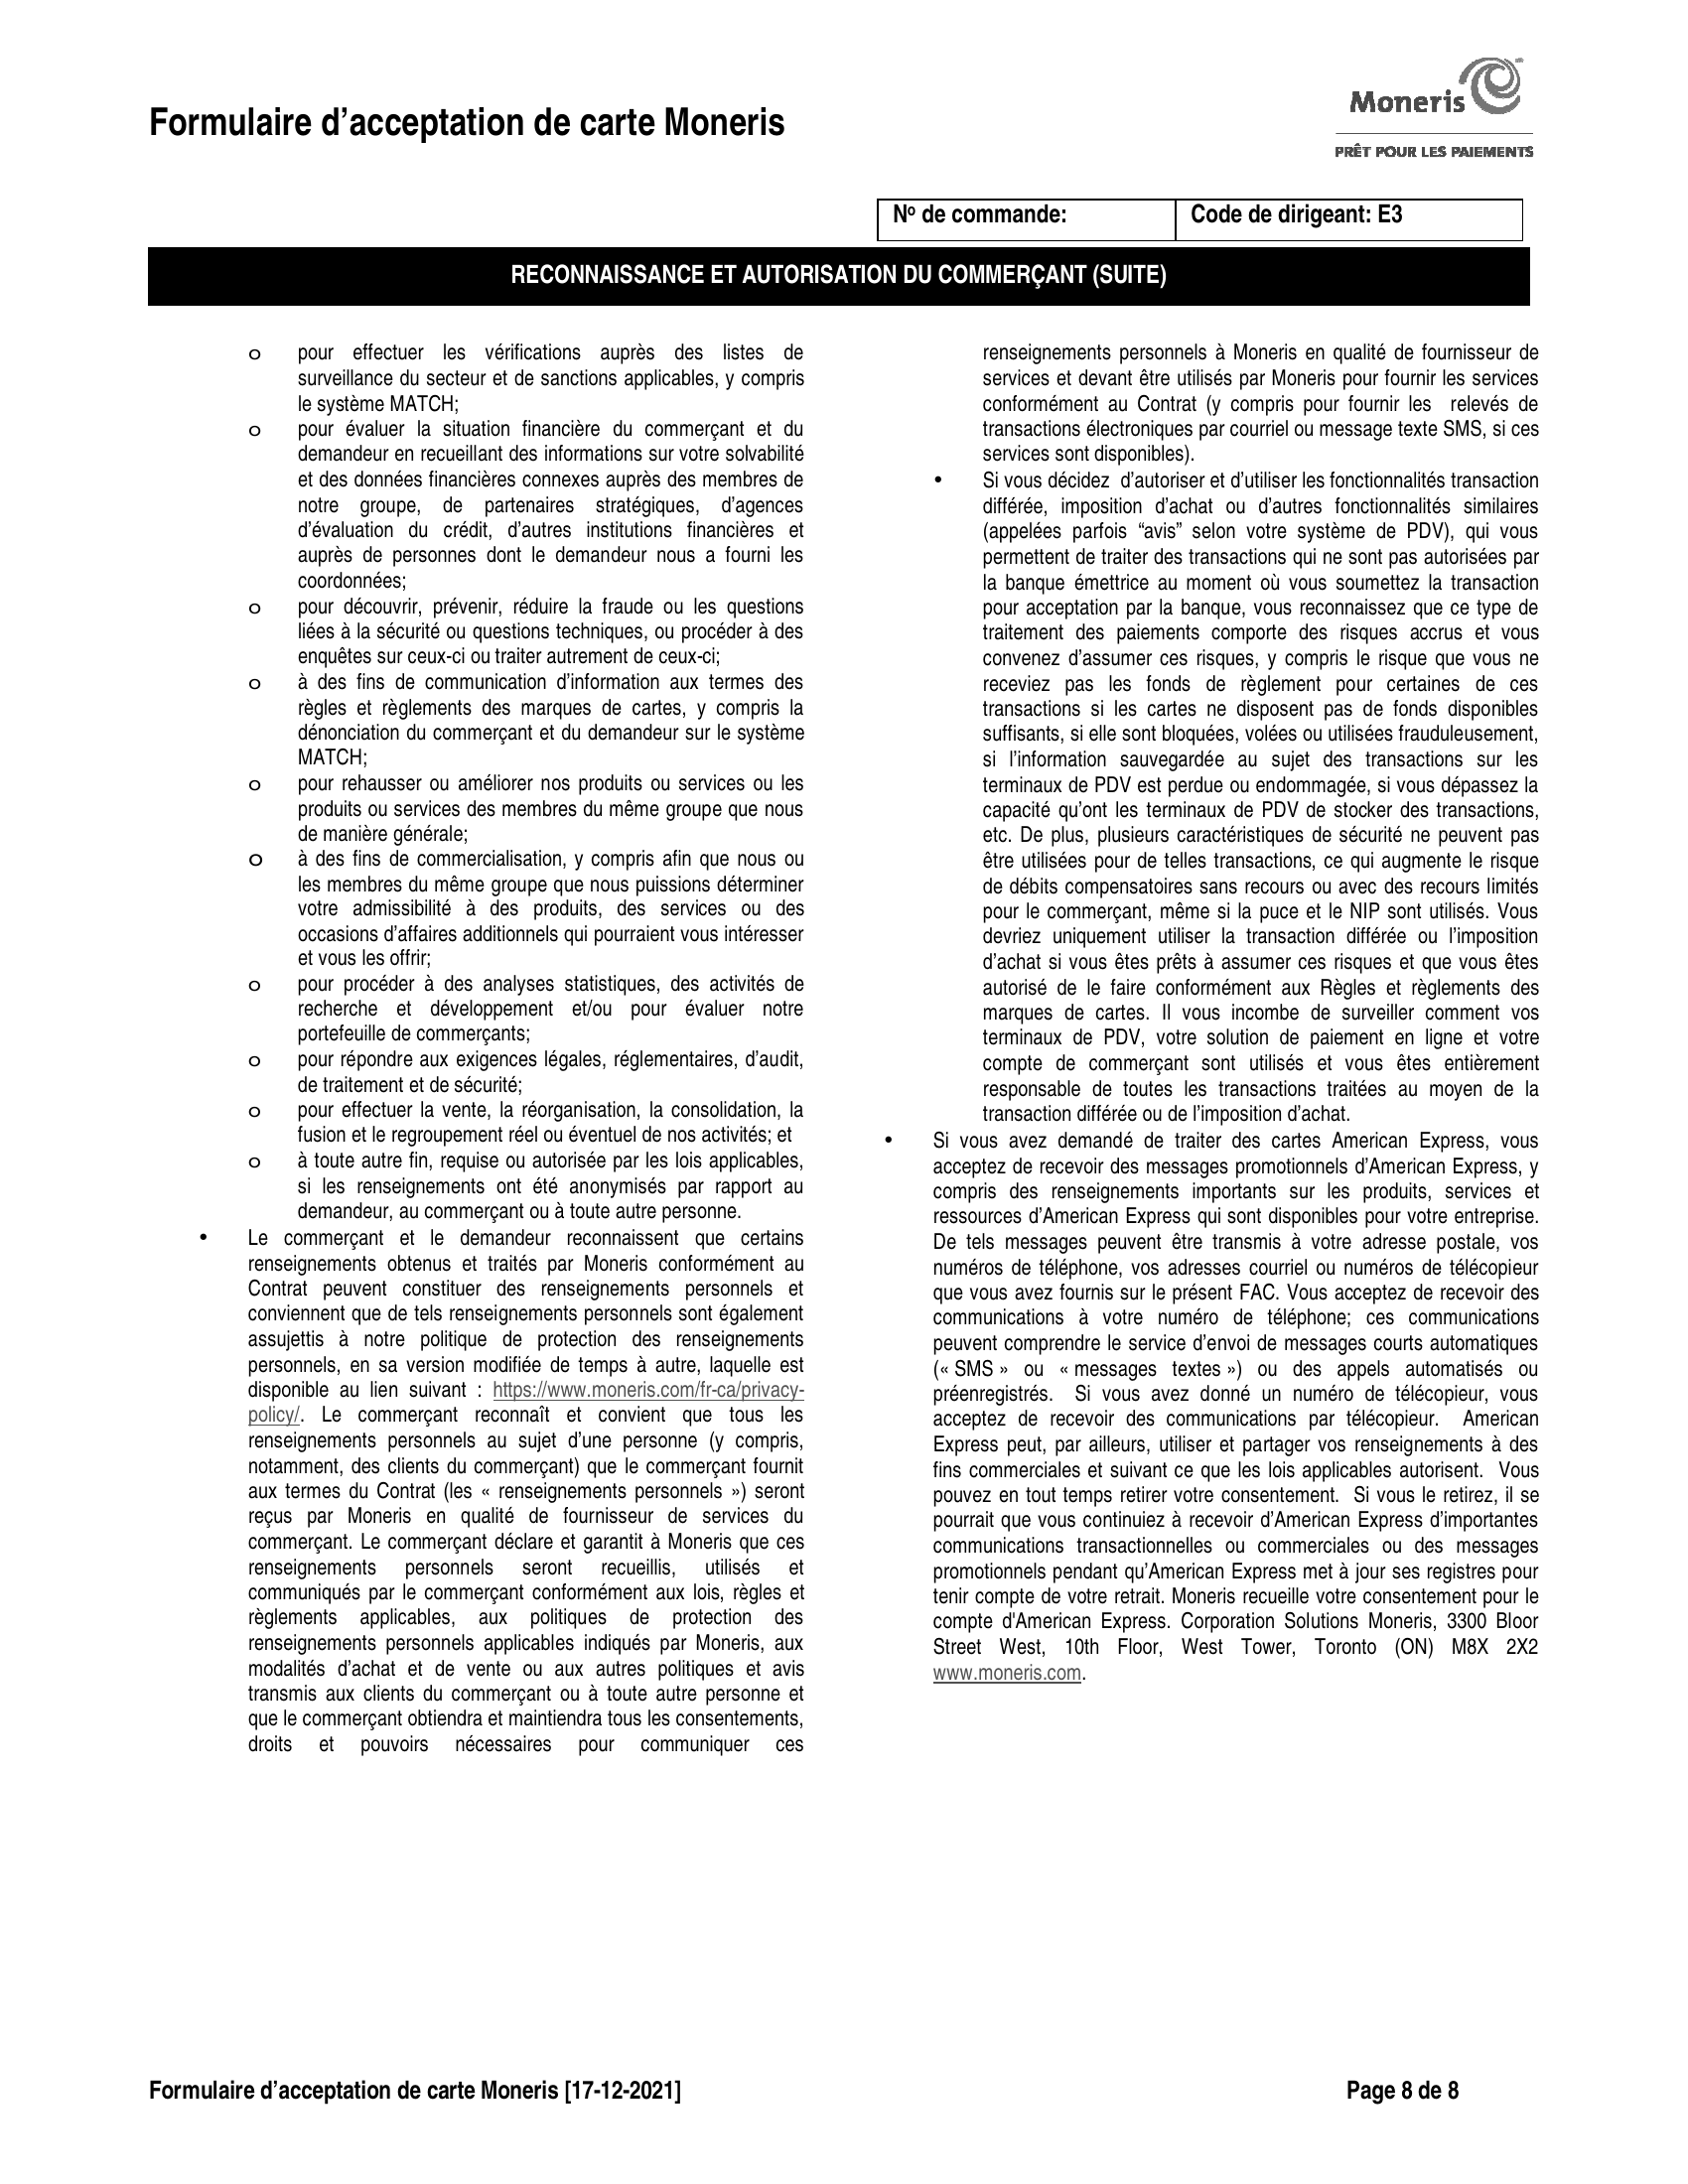 Formulaire d’acceptation de carte Moneris
Moneris
PRÊT POUR LES PAIEMENTS
Nº de commande:
Code de dirigeant: E3
RECONNAISSANCE ET AUTORISATION DU COMMERÇANT (SUITE)
o pour effectuer les vérifications auprès des listes de
surveillance du secteur et de sanctions applicables, y compris
le système MATCH;
o pour évaluer la situation financière du commerçant et du
demandeur en recueillant des informations sur votre solvabilité
et des données financières connexes auprès des membres de
notre groupe, de partenaires stratégiques, d’agences
d’évaluation du crédit, d’autres institutions financières et
auprès de personnes dont le demandeur nous a fourni les
coordonnées;
o pour découvrir, prévenir, réduire la fraude ou les questions
liées à la sécurité ou questions techniques, ou procéder à des
enquêtes sur ceux-ci ou traiter autrement de ceux-ci;
o à des fins de communication d’information aux termes des
règles et règlements des marques de cartes, y compris la
dénonciation du commerçant et du demandeur sur le système
MATCH;
o pour rehausser ou améliorer nos produits ou services ou les
produits ou services des membres du même groupe que nous
de manière générale;
o à des fins de commercialisation, y compris afin que nous ou
les membres du même groupe que nous puissions déterminer
votre admissibilité à des produits, des services ou des
occasions d’affaires additionnels qui pourraient vous intéresser
et vous les offrir;
o pour procéder à des analyses statistiques, des activités de
recherche et développement et/ou pour évaluer notre
portefeuille de commerçants;
o pour répondre aux exigences légales, réglementaires, d’audit,
de traitement et de sécurité;
o pour effectuer la vente, la réorganisation, la consolidation, la
fusion et le regroupement réel ou éventuel de nos activités; et
o à toute autre fin, requise ou autorisée par les lois applicables,
si les renseignements ont été anonymisés par rapport au
demandeur, au commerçant ou à toute autre personne.
• Le commerçant et le demandeur reconnaissent que certains
renseignements obtenus et traités par Moneris conformément au
Contrat peuvent constituer des renseignements personnels et
conviennent que de tels renseignements personnels sont également
assujettis à notre politique de protection des renseignements
personnels, en sa version modifiée de temps à autre, laquelle est
disponible au lien suivant : https://www.moneris.com/fr-ca/privacy-
policy/. Le commerçant reconnaît et convient que tous les
renseignements personnels au sujet d’une personne (y compris,
notamment, des clients du commerçant) que le commerçant fournit
aux termes du Contrat (les « renseignements personnels ») seront
reçus par Moneris en qualité de fournisseur de services du
commerçant. Le commerçant déclare et garantit à Moneris que ces
renseignements personnels seront recueillis, utilisés et
communiqués par le commerçant conformément aux lois, règles et
règlements applicables, aux politiques de protection des
renseignements personnels applicables indiqués par Moneris, aux
modalités d’achat et de vente ou aux autres politiques et avis
transmis aux clients du commerçant ou à toute autre personne et
que le commerçant obtiendra et maintiendra tous les consentements,
droits et pouvoirs nécessaires pour communiquer ces
renseignements personnels à Moneris en qualité de fournisseur de
services et devant être utilisés par Moneris pour fournir les services
conformément au Contrat (y compris pour fournir les relevés de
transactions électroniques par courriel ou message texte SMS, si ces
services sont disponibles).
• Si vous décidez d’autoriser et d’utiliser les fonctionnalités transaction
différée, imposition d’achat ou d’autres fonctionnalités similaires
(appelées parfois “avis” selon votre système de PDV), qui vous
permettent de traiter des transactions qui ne sont pas autorisées par
la banque émettrice au moment où vous soumettez la transaction
pour acceptation par la banque, vous reconnaissez que ce type de
traitement des paiements comporte des risques accrus et vous
convenez d’assumer ces risques, y compris le risque que vous ne
receviez pas les fonds de règlement pour certaines de ces
transactions si les cartes ne disposent pas de fonds disponibles
suffisants, si elle sont bloquées, volées ou utilisées frauduleusement,
si l’information sauvegardée au sujet des transactions sur les
terminaux de PDV est perdue ou endommagée, si vous dépassez la
capacité qu’ont les terminaux de PDV de stocker des transactions,
etc. De plus, plusieurs caractéristiques de sécurité ne peuvent pas
être utilisées pour de telles transactions, ce qui augmente le risque
de débits compensatoires sans recours ou avec des recours limités
pour le commerçant, même si la puce et le NIP sont utilisés. Vous
devriez uniquement utiliser la transaction différée ou l’imposition
d’achat si vous êtes prêts à assumer ces risques et que vous êtes
autorisé de le faire conformément aux Règles et règlements des
marques de cartes. Il vous incombe de surveiller comment vos
terminaux de PDV, votre solution de paiement en ligne et votre
compte de commerçant sont utilisés et vous êtes entièrement
responsable de toutes les transactions traitées au moyen de la
transaction différée ou de l’imposition d’achat.
• Si vous avez demandé de traiter des cartes American Express, vous
acceptez de recevoir des messages promotionnels d’American Express, y
compris des renseignements importants sur les produits, services et
ressources d’American Express qui sont disponibles pour votre entreprise.
De tels messages peuvent être transmis à votre adresse postale, vos
numéros de téléphone, vos adresses courriel ou numéros de télécopieur
que vous avez fournis sur le présent FAC. Vous acceptez de recevoir des
communications à votre numéro de téléphone; ces communications
peuvent comprendre le service d’envoi de messages courts automatiques
(« SMS » ou « messages textes ») ou des appels automatisés ou
préenregistrés. Si vous avez donné un numéro de télécopieur, vous
acceptez de recevoir des communications par télécopieur. American
Express peut, par ailleurs, utiliser et partager vos renseignements à des
fins commerciales et suivant ce que les lois applicables autorisent. Vous
pouvez en tout temps retirer votre consentement. Si vous le retirez, il se
pourrait que vous continuiez à recevoir d’American Express d’importantes
communications transactionnelles ou commerciales ou des messages
promotionnels pendant qu’American Express met à jour ses registres pour
tenir compte de votre retrait. Moneris recueille votre consentement pour le
compte d'American Express. Corporation Solutions Moneris, 3300 Bloor
Street West, 10th Floor, West Tower, Toronto (ON) M8X 2X2
www.moneris.com.
Formulaire d’acceptation de carte Moneris [17-12-2021]
Page 8 de 8